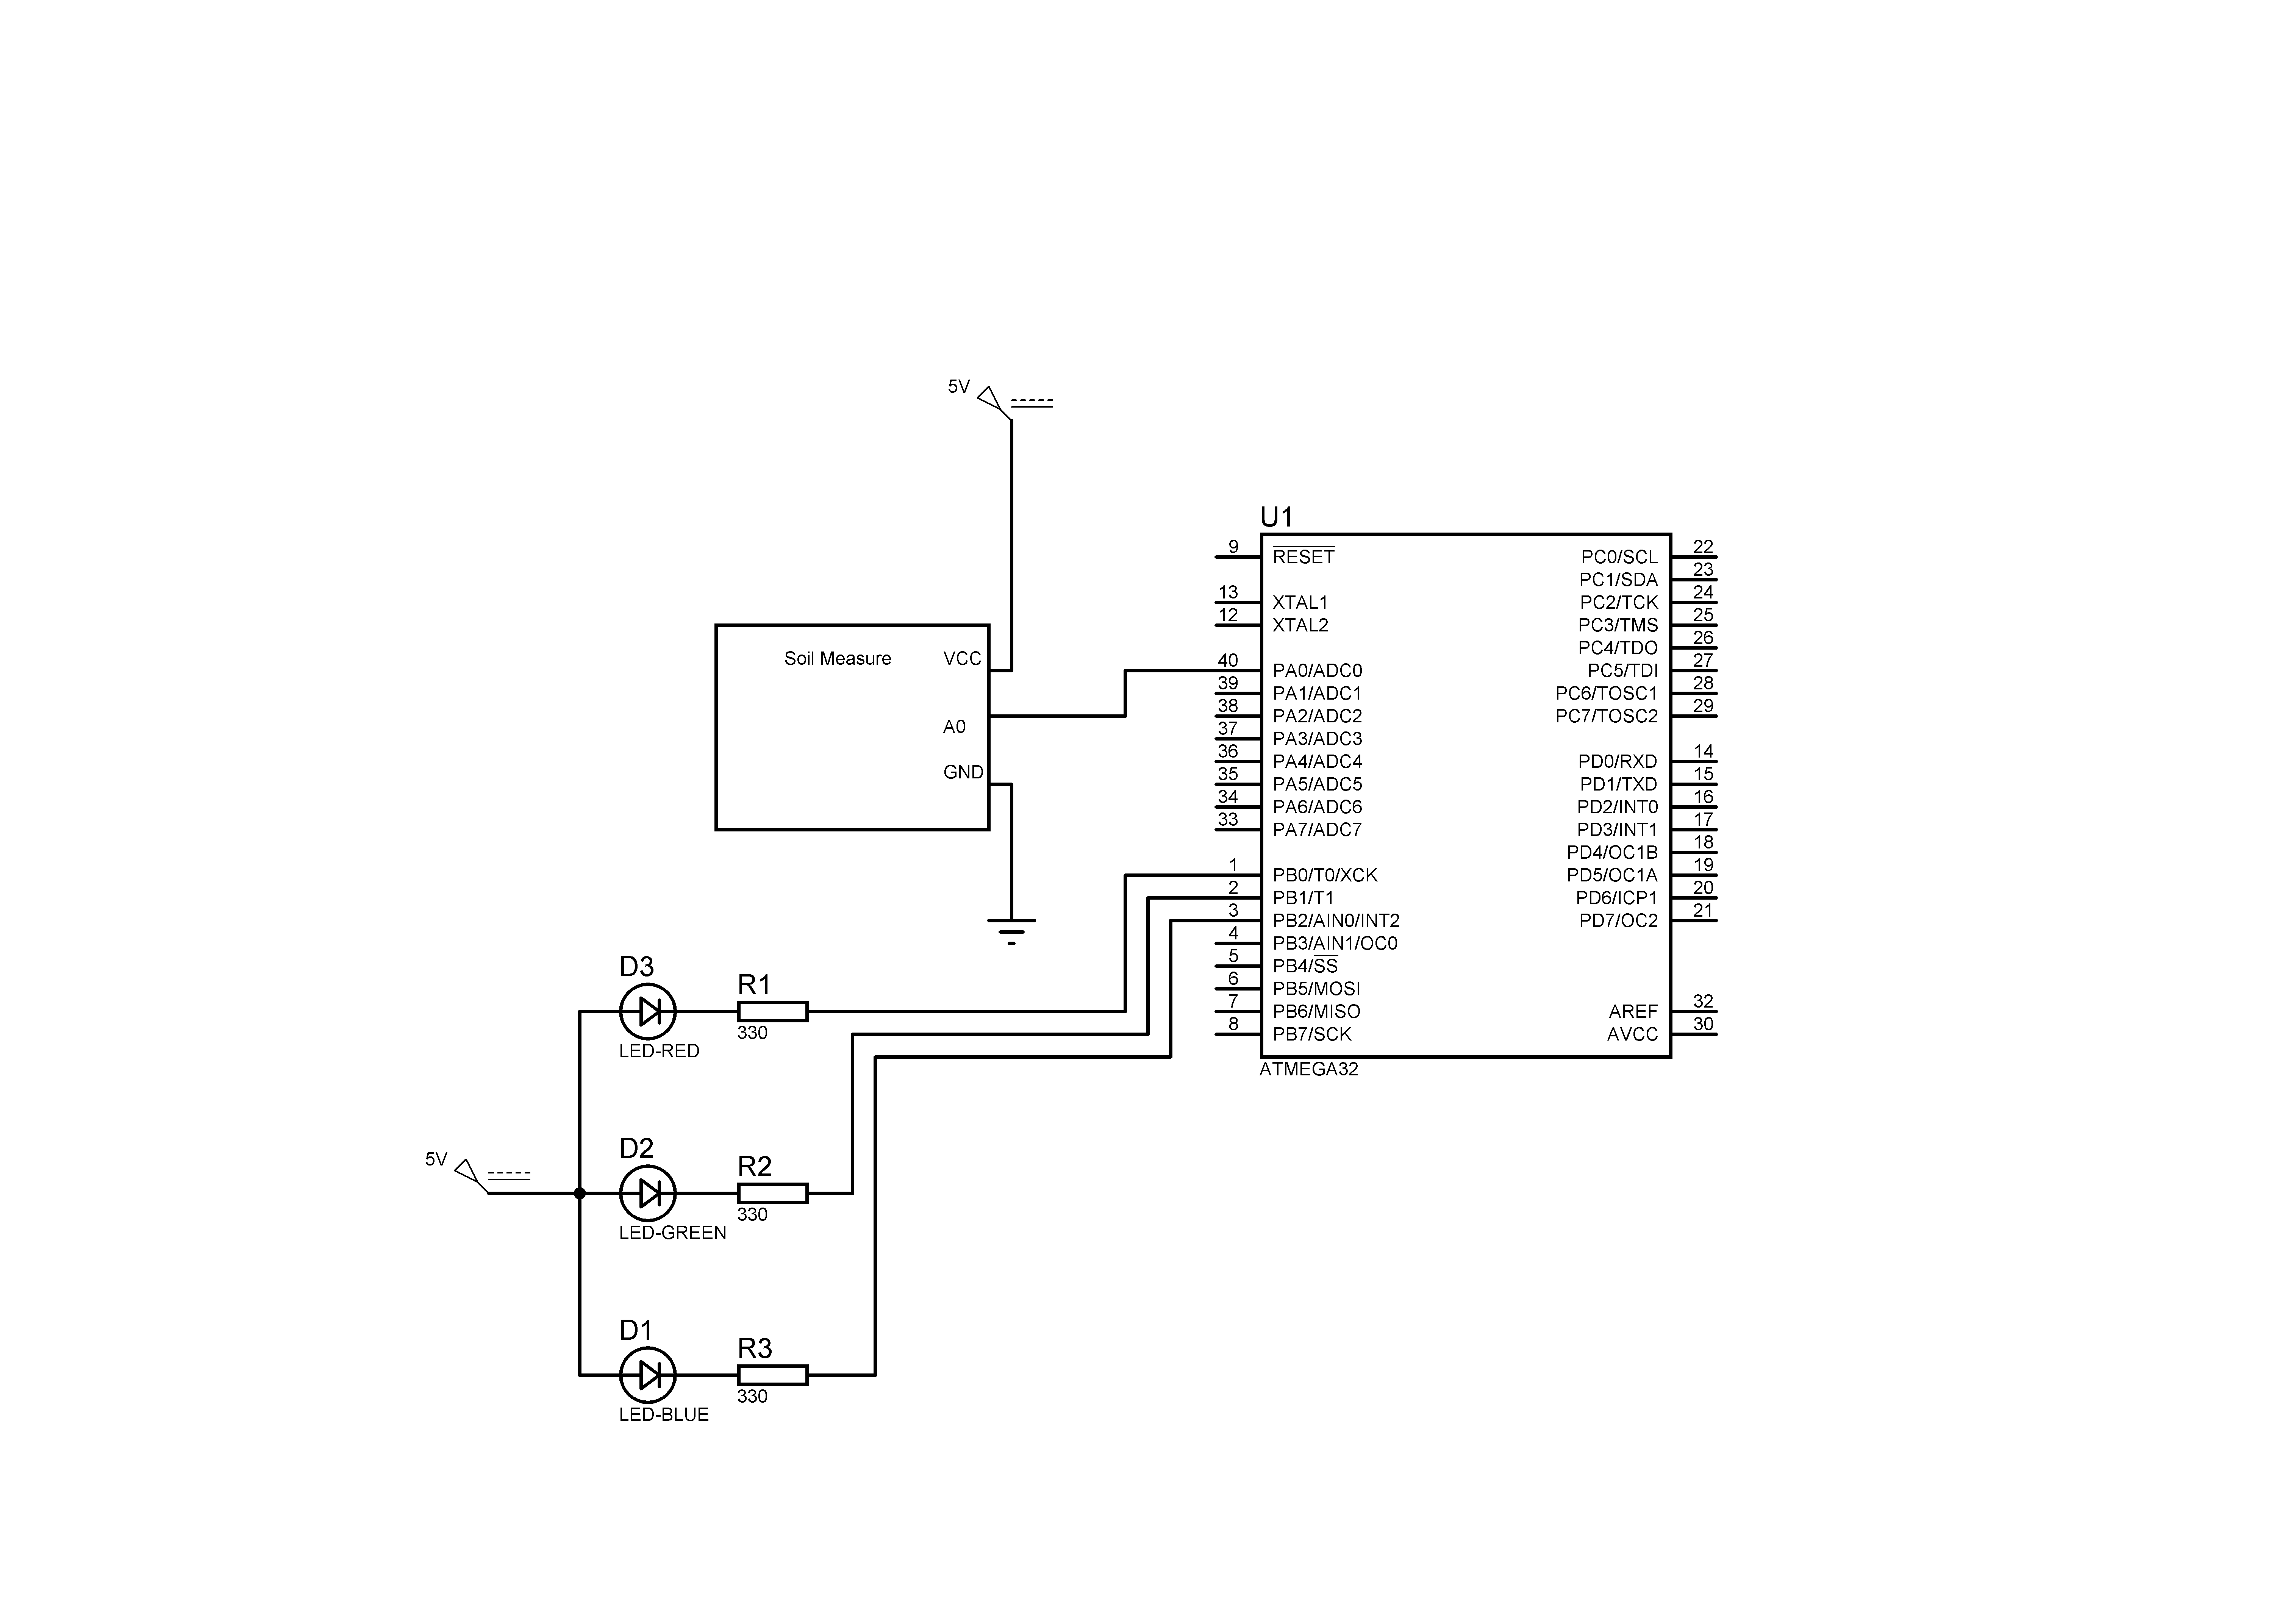 5V
U1
9 RESET PC0/SCL 22
PC1/SDA 23
13 XTAL1 PC2/TCK 24
12 XTAL2 PC3/TMS 25
PC4/TDO 26
Soil Measure VCC
40 PA0/ADC0 PC5/TDI 27
39 PA1/ADC1 PC6/TOSC1 28
38 PA2/ADC2 PC7/TOSC2 29
A0
37 PA3/ADC3
36 PA4/ADC4 PD0/RXD 14
GND
35 PA5/ADC5 PD1/TXD 15
34 PA6/ADC6 PD2/INT0 16
33 PA7/ADC7 PD3/INT1 17
PD4/OC1B 18
1 PB0/T0/XCK PD5/OC1A 19
2 PB1/T1 PD6/ICP1 20
3 PB2/AIN0/INT2 PD7/OC2 21
4 PB3/AIN1/OC0
5 PB4/SS
6 PB5/MOSI
7 PB6/MISO AREF 32
8 PB7/SCK AVCC 30
ATMEGA32
D3 R1
330
LED-RED
5V
D2 R2
330
LED-GREEN
D1 R3
330
LED-BLUE